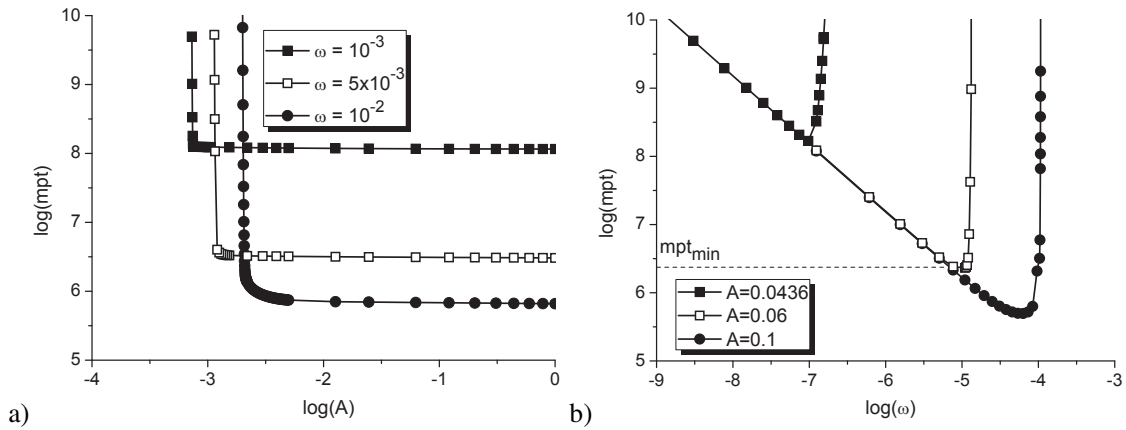 10
9
8
7
6
5
log(mpt)
ω = 10-3
ω = 5x10-3
ω = 10-2
-4 -3 -2 -1 0
log(A)
a)
10
9
8
7
6
5
log(mpt)
mptmin
A=0.0436
A=0.06
A=0.1
-9 -8 -7 -6 -5 -4 -3
log(ω)
b)